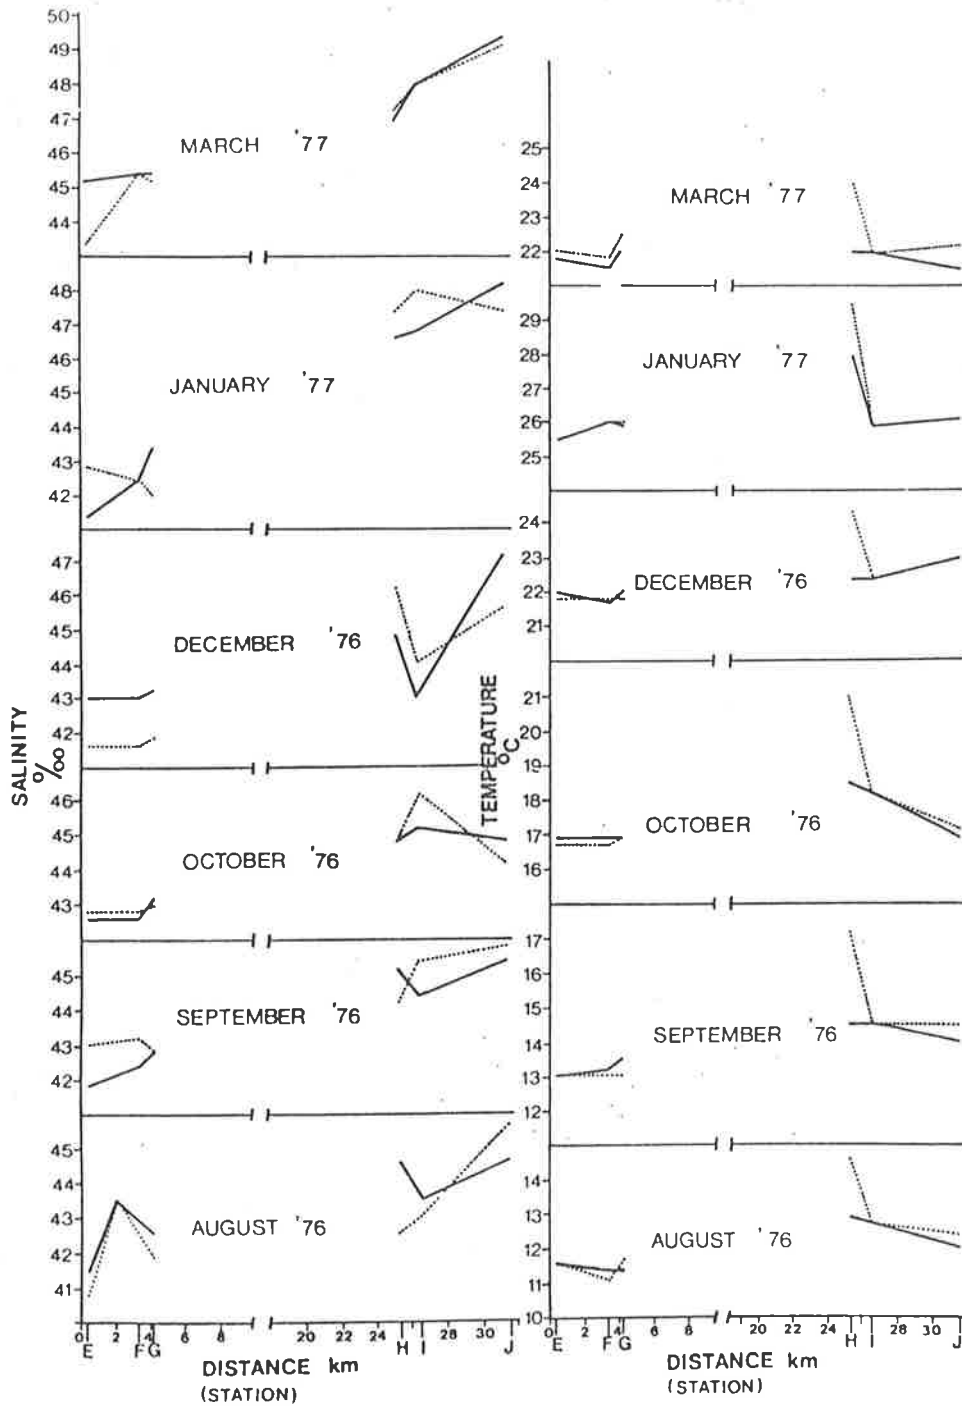 SALINITY
‰
50
49
48
47
46
45
43
MARCH '77
48
47
46
45
44
43
42
JANUARY '77
47
46
45
44
43
42
DECEMBER '76
46
45
44
43
OCTOBER '76
45
44
43
42
SEPTEMBER '76
45
44
43
42
41
AUGUST '76
0 2 4 6 8 20 22 24 28 30
E F G H I J
DISTANCE km
(STATION)
TEMPERATURE
°C
25
24
23
22
MARCH '77
29
28
27
26
25
JANUARY '77
24
23
22
21
DECEMBER '76
21
20
19
18
17
16
OCTOBER '76
17
16
15
14
13
12
SEPTEMBER '76
14
13
12
11
10
AUGUST '76
0 2 4 6 8 20 22 24 28 30
E F G H I J
DISTANCE km
(STATION)